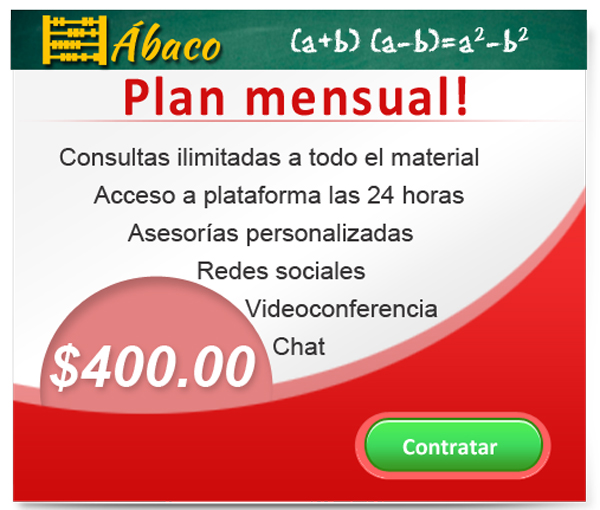 Ábaco (a+b) (a-b)=a²-b²
Plan mensual!
Consultas ilimitadas a todo el material
Acceso a plataforma las 24 horas
Asesorías personalizadas
Redes sociales
Videoconferencia
Chat
$400.00
Contratar